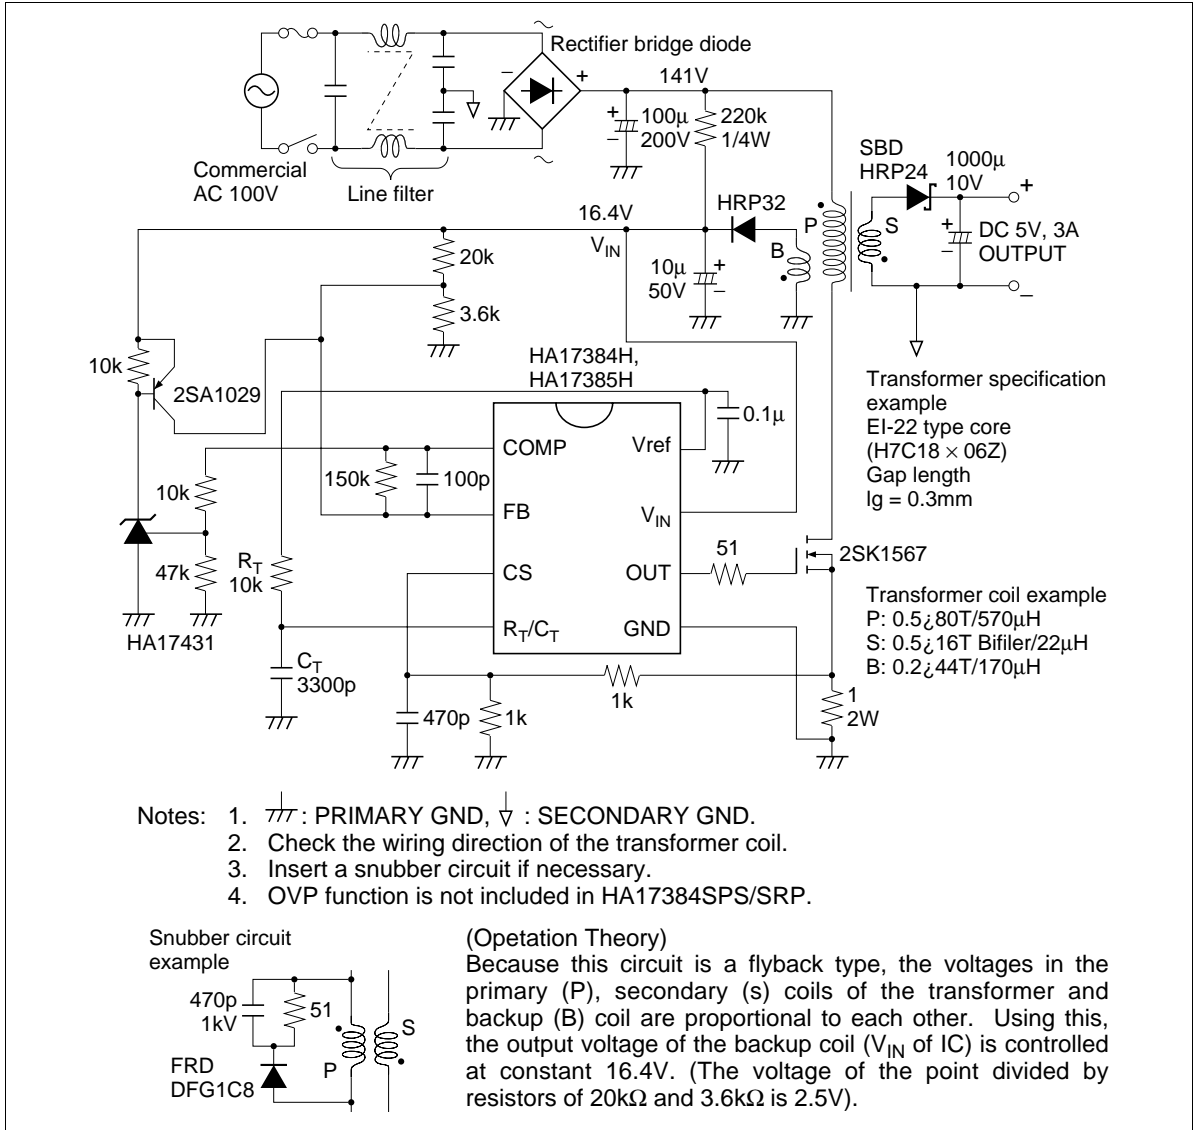 Rectifier bridge diode
~
~
−
+
141V
100μ
200V
+
−
220k
1/4W
Commercial
AC 100V
Line filter
SBD
HRP24
1000μ
10V
+
HRP32
P
S
B
+
−
DC 5V, 3A
OUTPUT
−
16.4V
VIN
10μ
50V
+
−
20k
3.6k
10k
2SA1029
HA17384H,
HA17385H
0.1μ
Transformer specification
example
EI-22 type core
(H7C18 × 06Z)
Gap length
lg = 0.3mm
COMP
Vref
150k
100p
10k
FB
VIN
47k
RT
10k
CS
OUT
51
2SK1567
HA17431
RT/CT
GND
Transformer coil example
P: 0.5¿80T/570μH
S: 0.5¿16T Bifiler/22μH
B: 0.2¿44T/170μH
CT
3300p
470p
1k
1k
1
2W
Notes: 1. : PRIMARY GND, : SECONDARY GND.
2. Check the wiring direction of the transformer coil.
3. Insert a snubber circuit if necessary.
4. OVP function is not included in HA17384SPS/SRP.
Snubber circuit
example
470p
1kV
51
P
S
FRD
DFG1C8
(Opetation Theory)
Because this circuit is a flyback type, the voltages in the
primary (P), secondary (s) coils of the transformer and
backup (B) coil are proportional to each other. Using this,
the output voltage of the backup coil (VIN of IC) is controlled
at constant 16.4V. (The voltage of the point divided by
resistors of 20kΩ and 3.6kΩ is 2.5V).